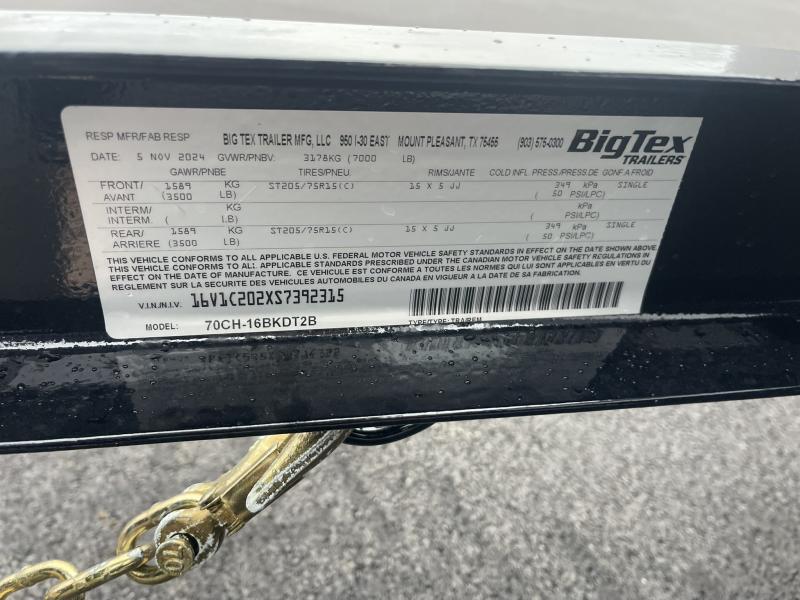 RESP MFR/FAB RESP BIG TEX TRAILER MFG, LLC 950 I-30 EAST MOUNT PLEASANT, TX 75455 (903) 575-0300 BigTex
TRAILERS
DATE: 5 NOV 2024 GVWR/PNBV: 3178KG (7000 LB)
GAWR/PNBE TIRES/PNEU. RIMS/JANTE COLD INFL. PRESS/PRESS.DE GONF.A FROID
FRONT/ 1589 KG ST205/75R15(C) 15 X 5 JJ 349 kPa SINGLE
AVANT (3500 LB) ( 50 PSI/LPC)
INTERM/ KG kPa
INTERM. ( LB) ( PSI/LPC)
REAR/ 1589 KG ST205/75R15(C) 15 X 5 JJ 349 kPa SINGLE
ARRIERE (3500 LB) ( 50 PSI/LPC)
THIS VEHICLE CONFORMS TO ALL APPLICABLE U.S. FEDERAL MOTOR VEHICLE SAFETY STANDARDS IN EFFECT ON THE DATE SHOWN ABOVE.
THIS VEHICLE CONFORMS TO ALL APPLICABLE STANDARDS PRESCRIBED UNDER THE CANADIAN MOTOR VEHICLE SAFETY REGULATIONS IN
EFFECT ON THE DATE OF MANUFACTURE. CE VEHICULE EST CONFORME A TOUTES LES NORMES QUI LUI SONT APPLICABLES EN VERTU DU
REGLEMENT SUR LA SECURITE DES VEHICULES AUTOMOBILES DU CANADA EN VIGUEUR A LA DATE DE SA FABRICATION.
V.I.N./N.I.V. 16V1C202XS7392315
MODEL: 70CH-16BKDT2B TYPE/TYPE: TRA/REM